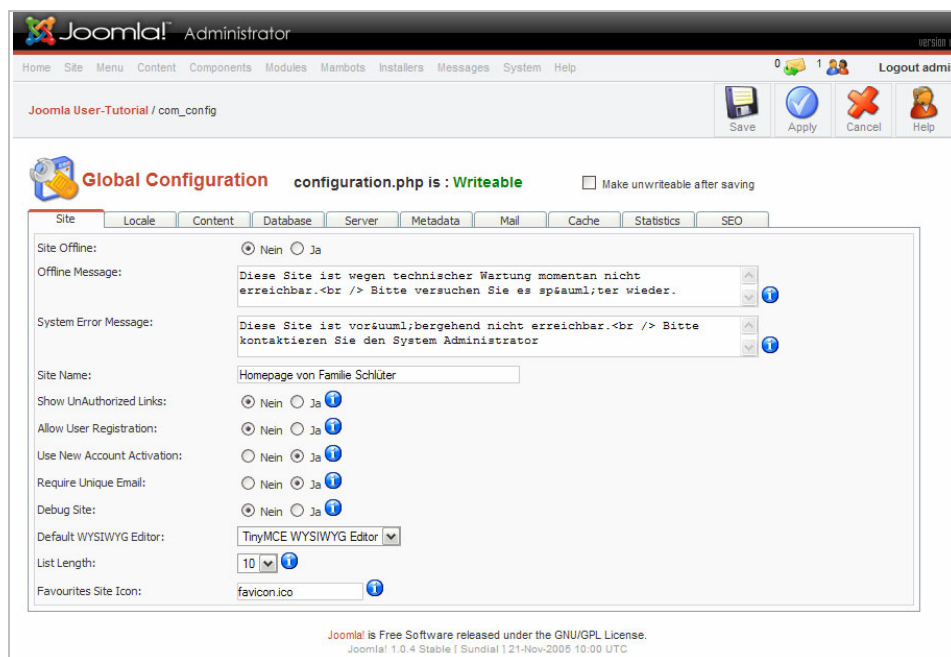 Joomla!™ Administrator
version
Home Site Menu Content Components Modules Mambots Installers Messages System Help 0 1 Logout admi
Joomla User-Tutorial / com_config
Save Apply Cancel Help
Global Configuration configuration.php is : Writeable Make unwriteable after saving
Site Locale Content Database Server Metadata Mail Cache Statistics SEO
Site Offline: Nein Ja
Offline Message: Diese Site ist wegen technischer Wartung momentan nicht
erreichbar.<br /> Bitte versuchen Sie es sp&auml;ter wieder.
System Error Message: Diese Site ist vor&uuml;bergehend nicht erreichbar.<br /> Bitte
kontaktieren Sie den System Administrator
Site Name: Homepage von Familie Schlüter
Show UnAuthorized Links: Nein Ja
Allow User Registration: Nein Ja
Use New Account Activation: Nein Ja
Require Unique Email: Nein Ja
Debug Site: Nein Ja
Default WYSIWYG Editor: TinyMCE WYSIWYG Editor
List Length: 10
Favourites Site Icon: favicon.ico
Joomla! is Free Software released under the GNU/GPL License.
Joomla! 1.0.4 Stable [ Sundial ] 21-Nov-2005 10:00 UTC